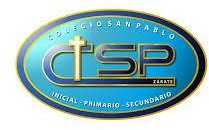 COLEGIO SAN PABLO
CSP
ZÁRATE
INICIAL - PRIMARIO - SECUNDARIO